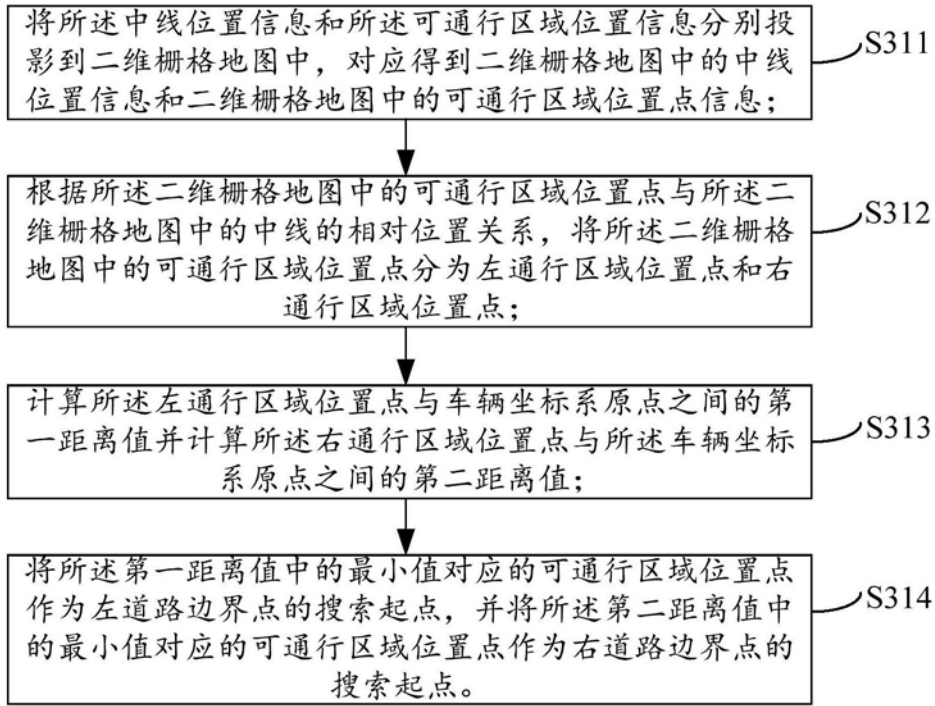 将所述中线位置信息和所述可通行区域位置信息分别投
影到二维栅格地图中，对应得到二维栅格地图中的中线
位置信息和二维栅格地图中的可通行区域位置点信息；
S311
根据所述二维栅格地图中的可通行区域位置点与所述二
维栅格地图中的中线的相对位置关系，将所述二维栅格
地图中的可通行区域位置点分为左通行区域位置点和右
通行区域位置点；
S312
计算所述左通行区域位置点与车辆坐标系原点之间的第
一距离值并计算所述右通行区域位置点与所述车辆坐标
系原点之间的第二距离值；
S313
将所述第一距离值中的最小值对应的可通行区域位置点
作为左道路边界点的搜索起点，并将所述第二距离值中
的最小值对应的可通行区域位置点作为右道路边界点的
搜索起点。
S314